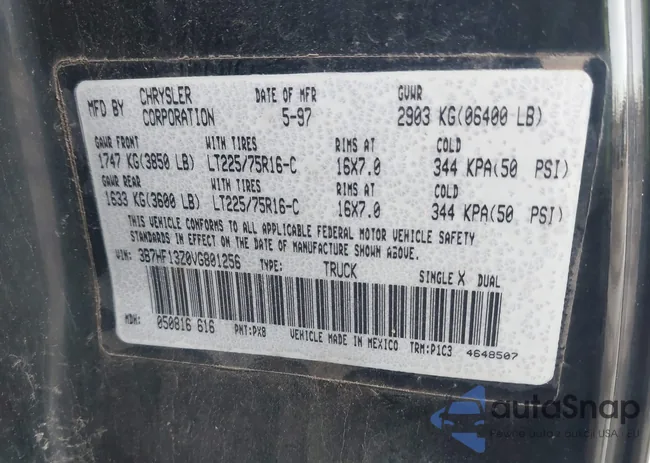 MFD BY CHRYSLER CORPORATION DATE OF MFR 5-97 GVWR 2903 KG(06400 LB)
GAWR FRONT WITH TIRES RIMS AT COLD
1747 KG(3850 LB) LT225/75R16-C 16X7.0 344 KPA(50 PSI)
GAWR REAR WITH TIRES RIMS AT COLD
1633 KG(3600 LB) LT225/75R16-C 16X7.0 344 KPA(50 PSI)
THIS VEHICLE CONFORMS TO ALL APPLICABLE FEDERAL MOTOR VEHICLE SAFETY
STANDARDS IN EFFECT ON THE DATE OF MANUFACTURE SHOWN ABOVE.
VIN: 3B7HF13Z0VG801256 TYPE: TRUCK SINGLE X DUAL
MDH: 050816 616 PNT:PX8 VEHICLE MADE IN MEXICO TRM:P1C3 4648507
autoSnap